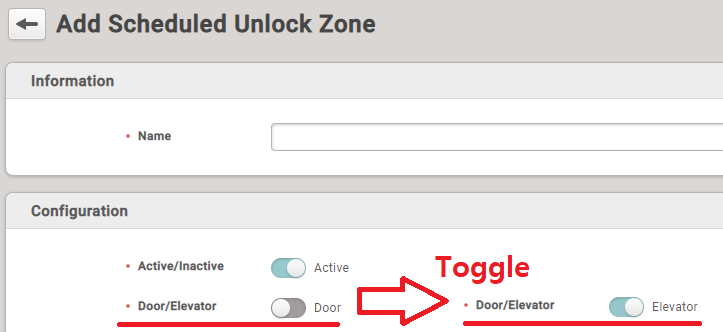 Add Scheduled Unlock Zone
Information
• Name
Configuration
• Active/Inactive Active
Toggle
• Door/Elevator Door
• Door/Elevator Elevator